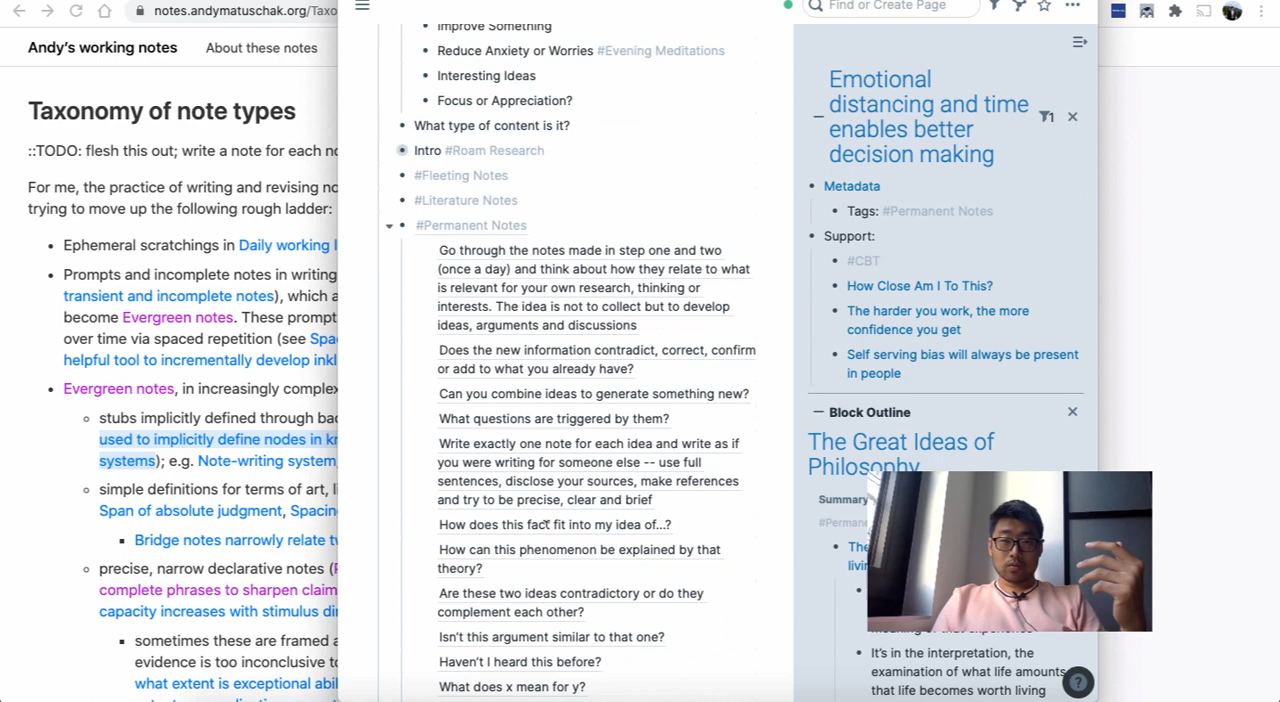 notes.andymatuschak.org/Taxo
Andy's working notes
About these notes
Taxonomy of note types
::TODO: flesh this out; write a note for each no
For me, the practice of writing and revising no
trying to move up the following rough ladder:
Ephemeral scratchings in Daily working l
Prompts and incomplete notes in writing
transient and incomplete notes), which a
become Evergreen notes. These prompt
over time via spaced repetition (see Spac
helpful tool to incrementally develop inkl
Evergreen notes, in increasingly complex
stubs implicitly defined through bac
used to implicitly define nodes in kn
systems); e.g. Note-writing system,
simple definitions for terms of art, li
Span of absolute judgment, Spacing
Bridge notes narrowly relate tw
precise, narrow declarative notes (P
complete phrases to sharpen claim
capacity increases with stimulus di
sometimes these are framed a
evidence is too inconclusive to
what extent is exceptional abil
Find or Create Page
Improve Something
Reduce Anxiety or Worries #Evening Meditations
Interesting Ideas
Focus or Appreciation?
What type of content is it?
Intro #Roam Research
#Fleeting Notes
#Literature Notes
#Permanent Notes
Go through the notes made in step one and two
(once a day) and think about how they relate to what
is relevant for your own research, thinking or
interests. The idea is not to collect but to develop
ideas, arguments and discussions
Does the new information contradict, correct, confirm
or add to what you already have?
Can you combine ideas to generate something new?
What questions are triggered by them?
Write exactly one note for each idea and write as if
you were writing for someone else -- use full
sentences, disclose your sources, make references
and try to be precise, clear and brief
How does this fact fit into my idea of...?
How can this phenomenon be explained by that
theory?
Are these two ideas contradictory or do they
complement each other?
Isn't this argument similar to that one?
Haven't I heard this before?
What does x mean for y?
Emotional
distancing and time
enables better
decision making
1
Metadata
Tags: #Permanent Notes
Support:
#CBT
How Close Am I To This?
The harder you work, the more
confidence you get
Self serving bias will always be present
in people
Block Outline
The Great Ideas of
Philosophy
Summary
#Permane
The
livin
meaning of that experience
It's in the interpretation, the
examination of what life amounts
that life becomes worth living
?